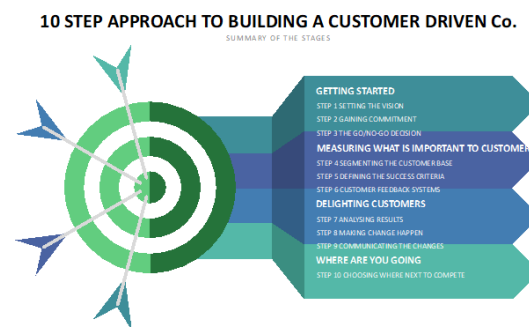 10 STEP APPROACH TO BUILDING A CUSTOMER DRIVEN Co.
SUMMARY OF THE STAGES
GETTING STARTED
STEP 1 SETTING THE VISION
STEP 2 GAINING COMMITMENT
STEP 3 THE GO/NO-GO DECISION
MEASURING WHAT IS IMPORTANT TO CUSTOMER
STEP 4 SEGMENTING THE CUSTOMER BASE
STEP 5 DEFINING THE SUCCESS CRITERIA
STEP 6 CUSTOMER FEEDBACK SYSTEMS
DELIGHTING CUSTOMERS
STEP 7 ANALYSING RESULTS
STEP 8 MAKING CHANGE HAPPEN
STEP 9 COMMUNICATING THE CHANGES
WHERE ARE YOU GOING
STEP 10 CHOOSING WHERE NEXT TO COMPETE